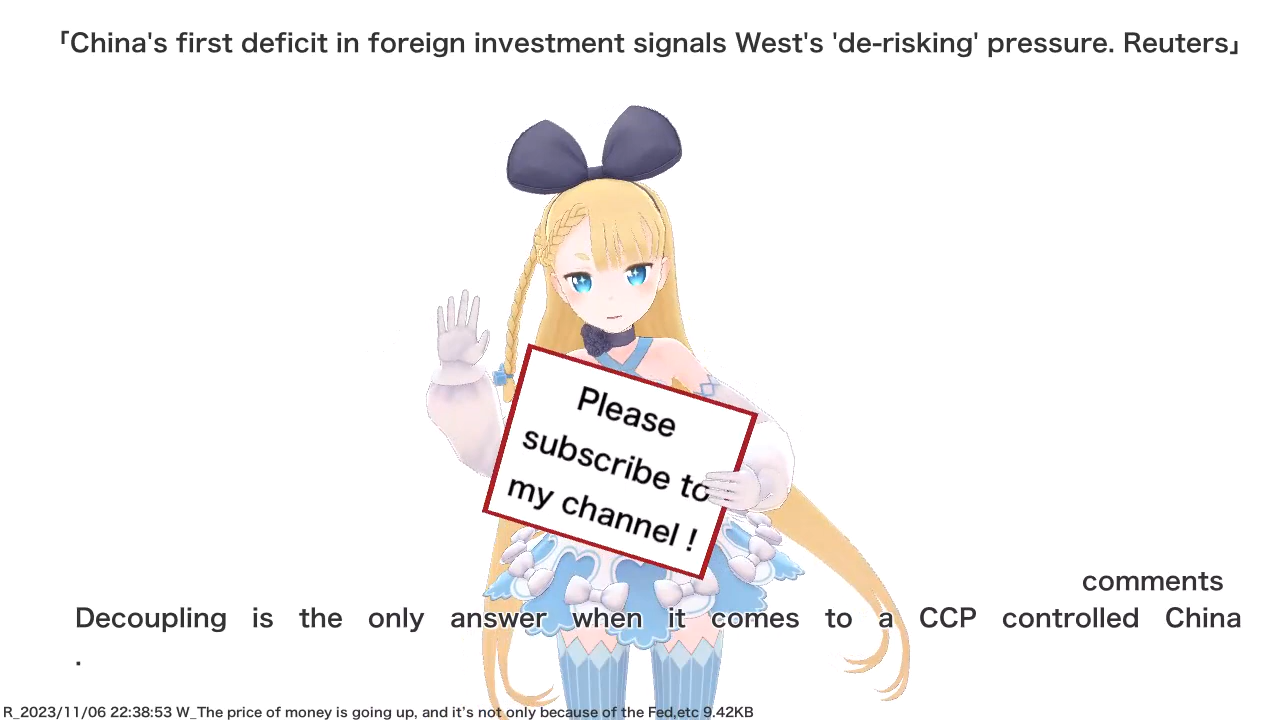 「China's first deficit in foreign investment signals West's 'de-risking' pressure. Reuters」
Please
subscribe to
my channel !
comments
Decoupling is the only answer when it comes to a CCP controlled China
.
R_2023/11/06 22:38:53 W_The price of money is going up, and it’s not only because of the Fed,etc 9.42KB